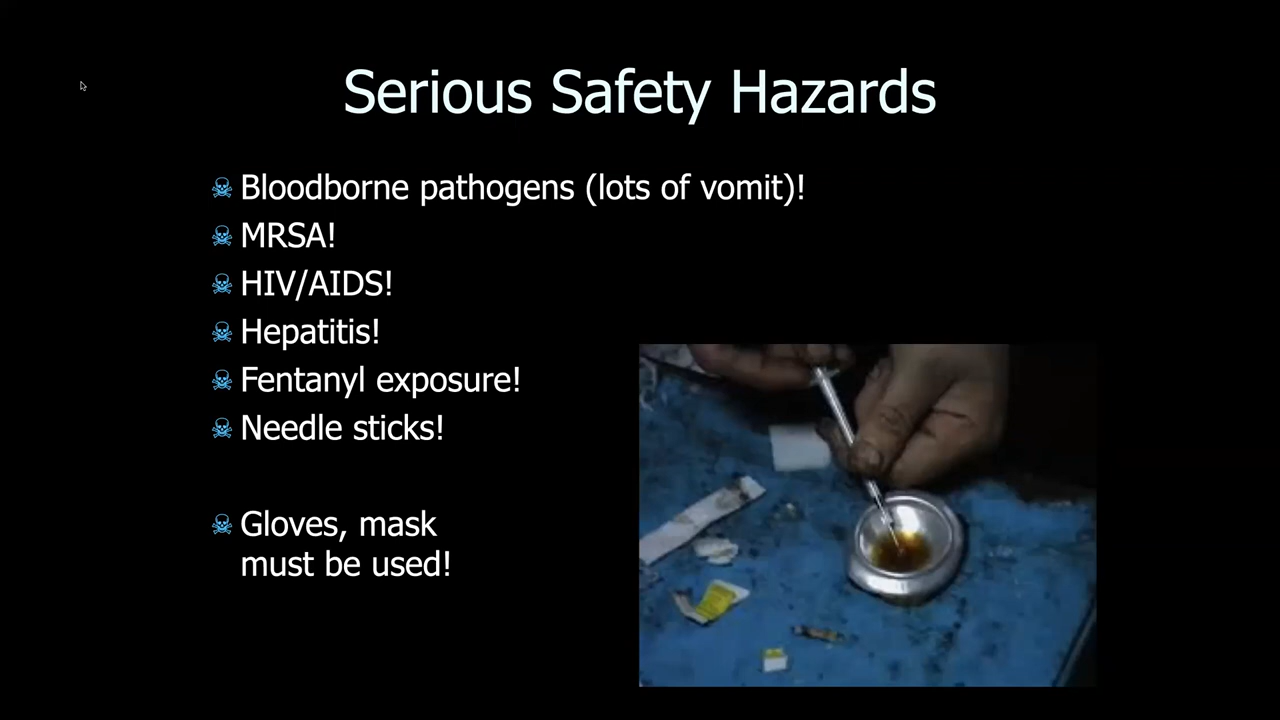 Serious Safety Hazards
Bloodborne pathogens (lots of vomit)!
MRSA!
HIV/AIDS!
Hepatitis!
Fentanyl exposure!
Needle sticks!
Gloves, mask
must be used!